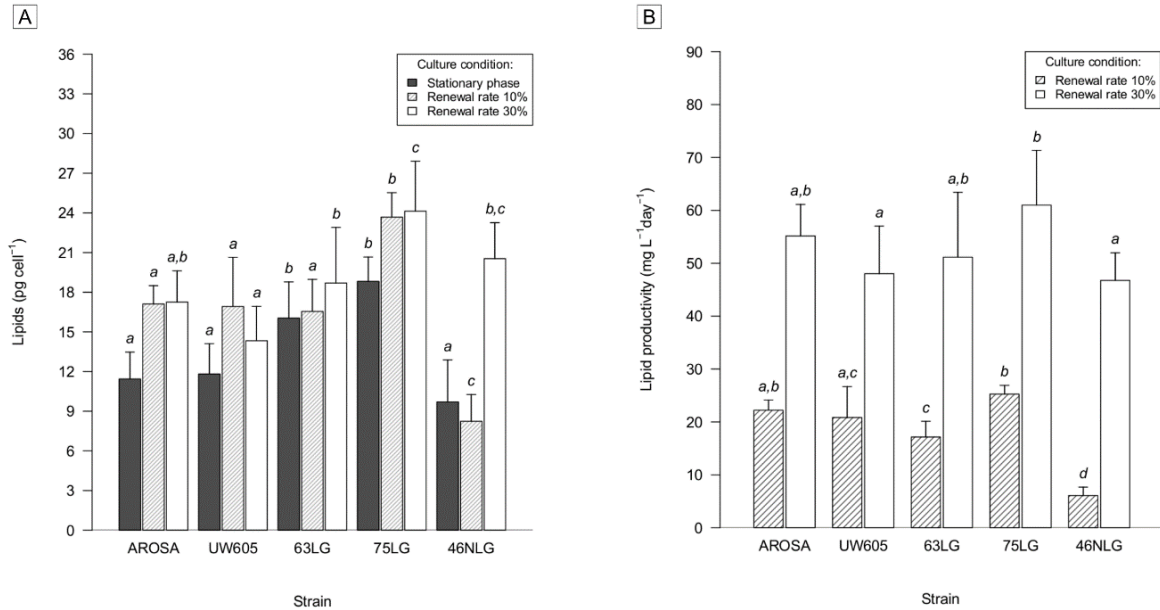 A
Lipids (pg cell⁻¹)
36
33
30
27
24
21
18
15
12
9
6
3
0
Culture condition:
Stationary phase
Renewal rate 10%
Renewal rate 30%
a
a
a,b
a
a
a
b
a
b
b
b
c
a
c
b,c
AROSA UW605 63LG 75LG 46NLG
Strain
B
Lipid productivity (mg L⁻¹day⁻¹)
90
80
70
60
50
40
30
20
10
0
Culture condition:
Renewal rate 10%
Renewal rate 30%
a,b
a,b
a,c
a
c
a,b
b
b
d
a
AROSA UW605 63LG 75LG 46NLG
Strain